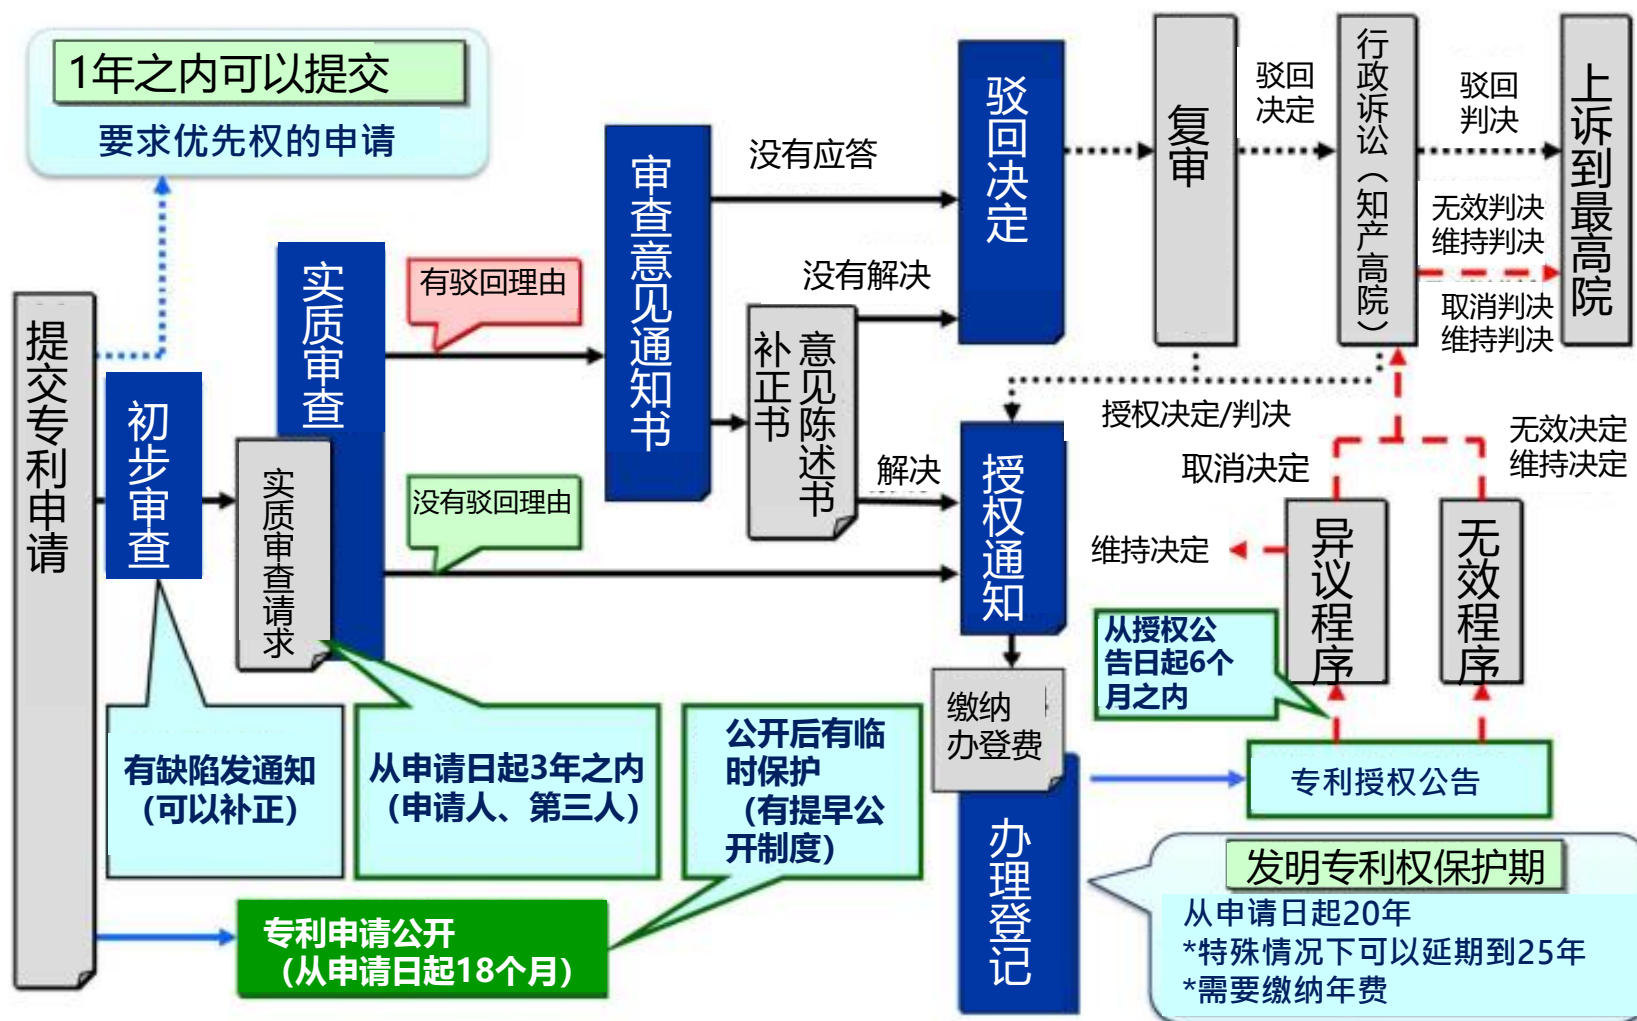 1年之内可以提交
要求优先权的申请
提交专利申请
初步审查
实质审查
实质审查请求
有驳回理由
没有驳回理由
审查意见通知书
没有应答
没有解决
补正书
意见陈述书
解决
驳回决定
复审
驳回
决定
行政诉讼（知产高院）
驳回
判决
无效判决
维持判决
取消判决
维持判决
上诉到最高院
授权决定/判决
授权通知
取消决定
无效决定
维持决定
维持决定
异议程序
无效程序
从授权公
告日起6个
月之内
专利授权公告
缴纳
办登费
办理登记
有缺陷发通知
（可以补正）
从申请日起3年之内
（申请人、第三人）
公开后有临
时保护
（有提早公
开制度）
专利申请公开
（从申请日起18个月）
发明专利权保护期
从申请日起20年
*特殊情况下可以延期到25年
*需要缴纳年费